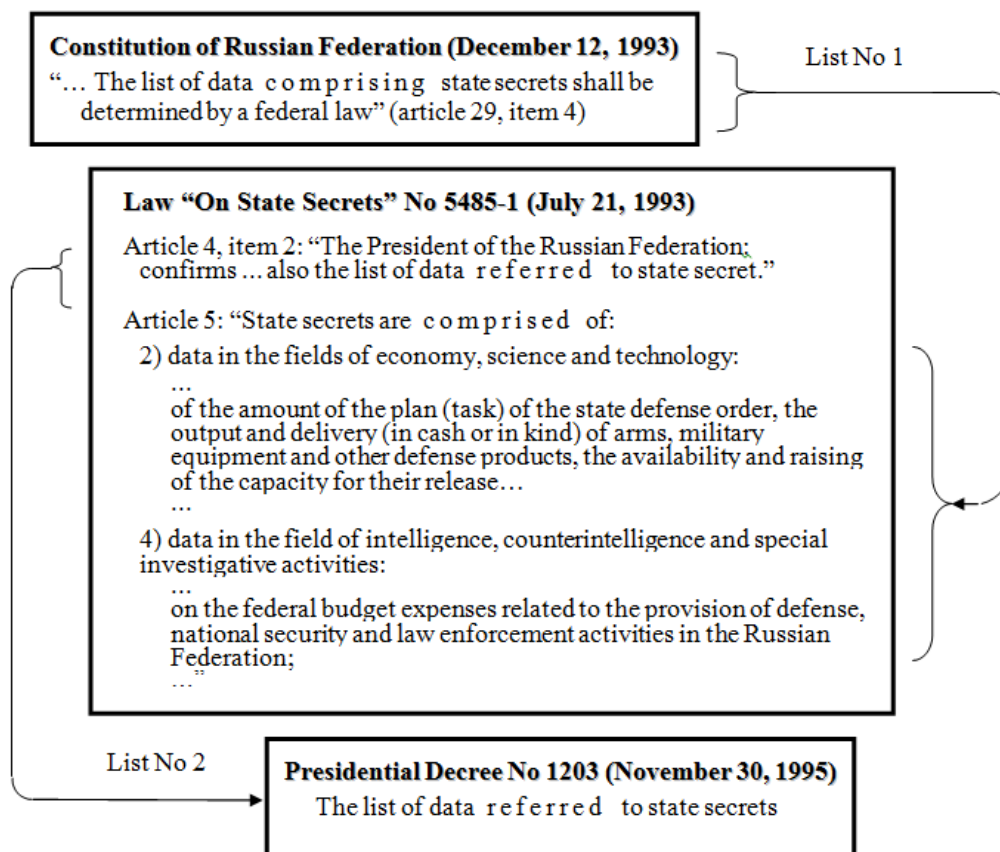 Constitution of Russian Federation (December 12, 1993)
“… The list of data comprising state secrets shall be
determined by a federal law” (article 29, item 4)
List No 1
Law “On State Secrets” No 5485-1 (July 21, 1993)
Article 4, item 2: “The President of the Russian Federation;
confirms ... also the list of data referred to state secret.”
Article 5: “State secrets are comprised of:
2) data in the fields of economy, science and technology:
…
of the amount of the plan (task) of the state defense order, the
output and delivery (in cash or in kind) of arms, military
equipment and other defense products, the availability and raising
of the capacity for their release…
…
4) data in the field of intelligence, counterintelligence and special
investigative activities:
…
on the federal budget expenses related to the provision of defense,
national security and law enforcement activities in the Russian
Federation;
…”
List No 2
Presidential Decree No 1203 (November 30, 1995)
The list of data referred to state secrets